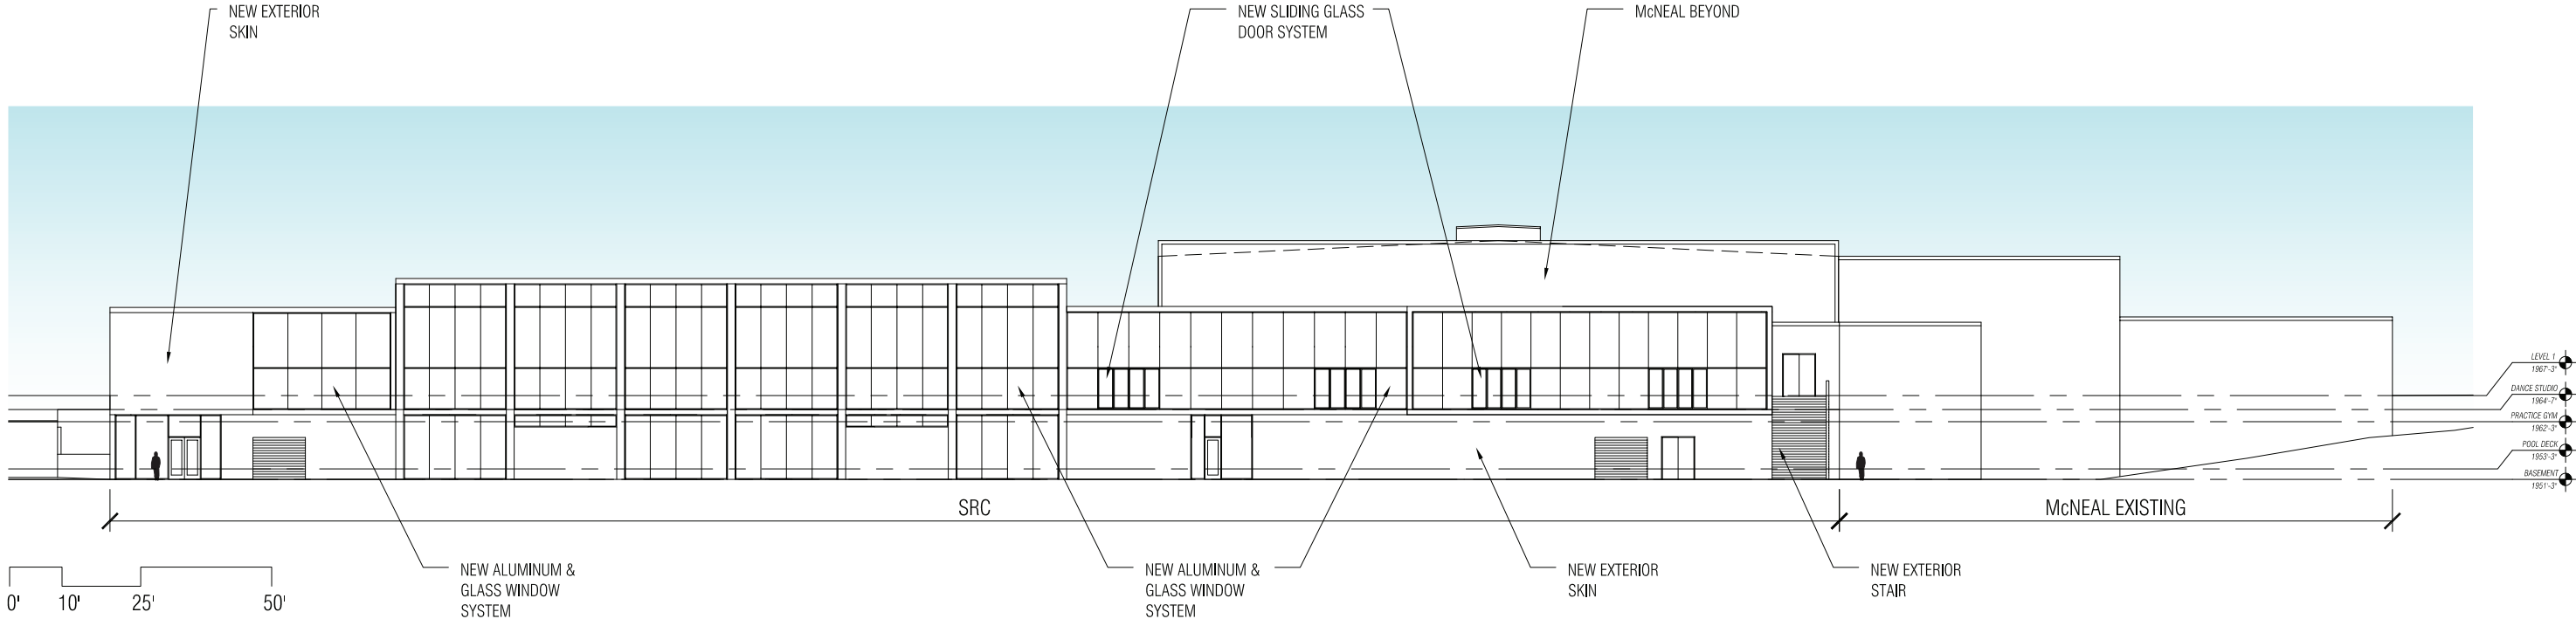 NEW EXTERIOR
SKIN
NEW SLIDING GLASS
DOOR SYSTEM
McNEAL BEYOND
LEVEL 1
1967'-3"
DANCE STUDIO
1964'-7"
PRACTICE GYM
1962'-3"
POOL DECK
1953'-3"
BASEMENT
1951'-3"
SRC
McNEAL EXISTING
NEW ALUMINUM &
GLASS WINDOW
SYSTEM
NEW ALUMINUM &
GLASS WINDOW
SYSTEM
NEW EXTERIOR
SKIN
NEW EXTERIOR
STAIR
0' 10' 25' 50'